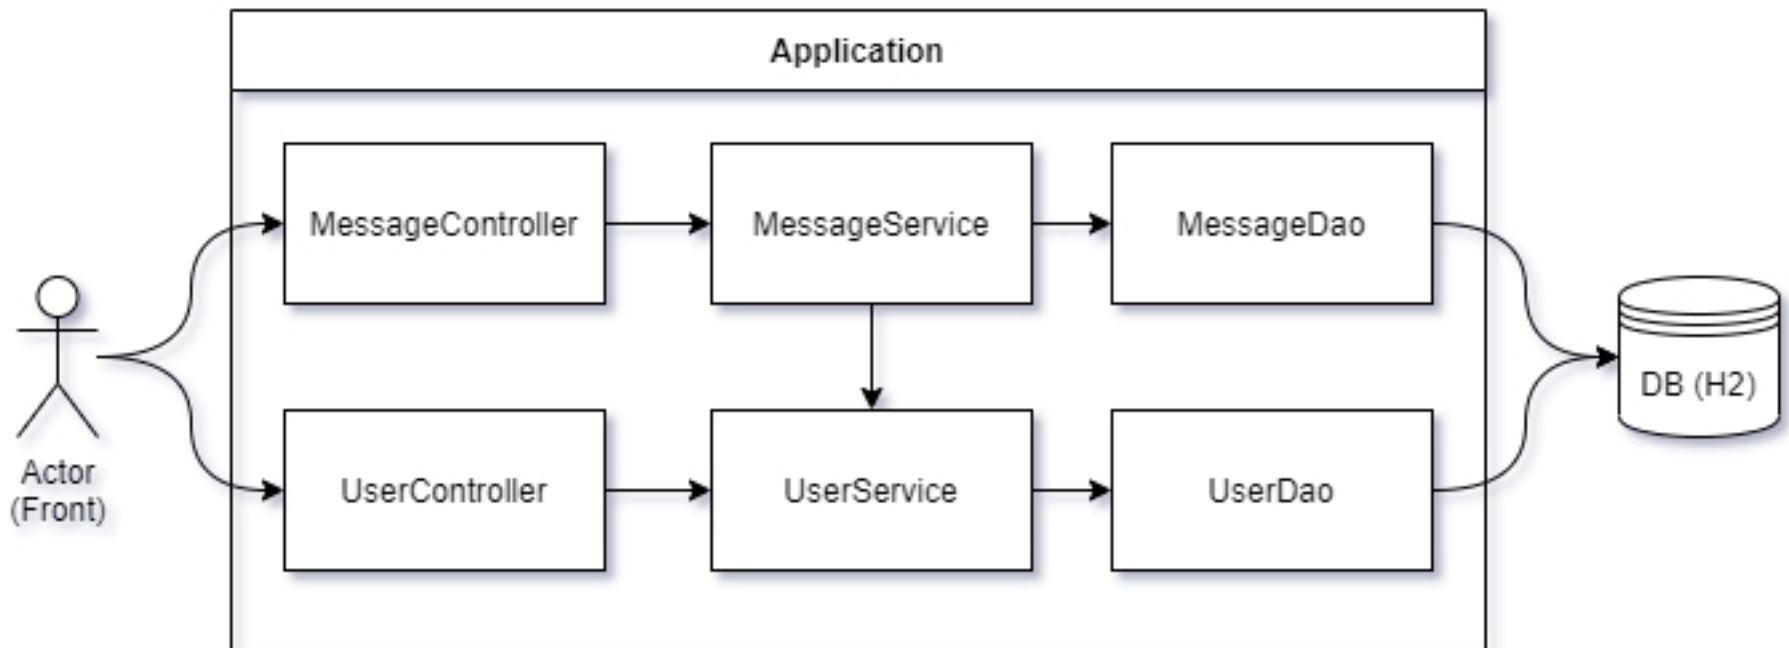 Application
MessageController
MessageService
MessageDao
Actor
(Front)
DB (H2)
UserController
UserService
UserDao